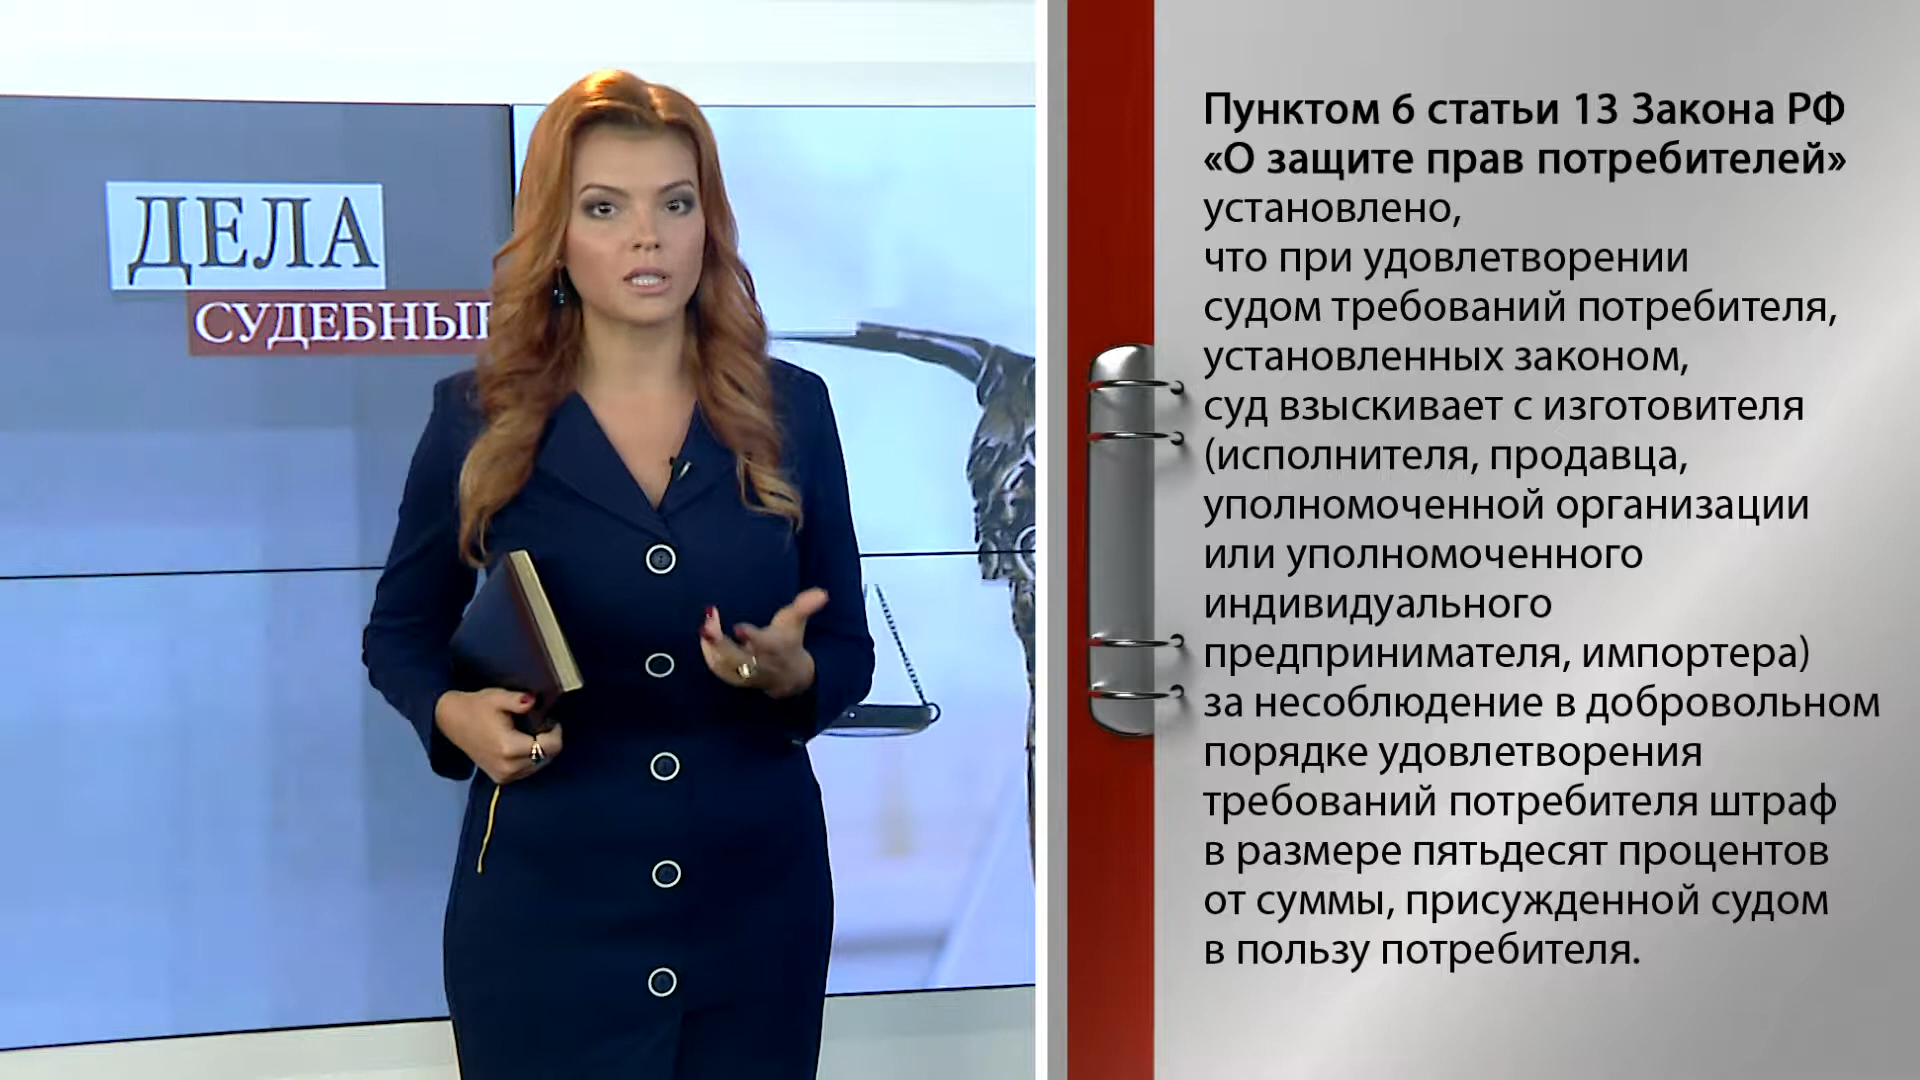 ДЕЛА
СУДЕБНЫ
Пунктом 6 статьи 13 Закона РФ
«О защите прав потребителей»
установлено,
что при удовлетворении
судом требований потребителя,
установленных законом,
суд взыскивает с изготовителя
(исполнителя, продавца,
уполномоченной организации
или уполномоченного
индивидуального
предпринимателя, импортера)
за несоблюдение в добровольном
порядке удовлетворения
требований потребителя штраф
в размере пятьдесят процентов
от суммы, присужденной судом
в пользу потребителя.